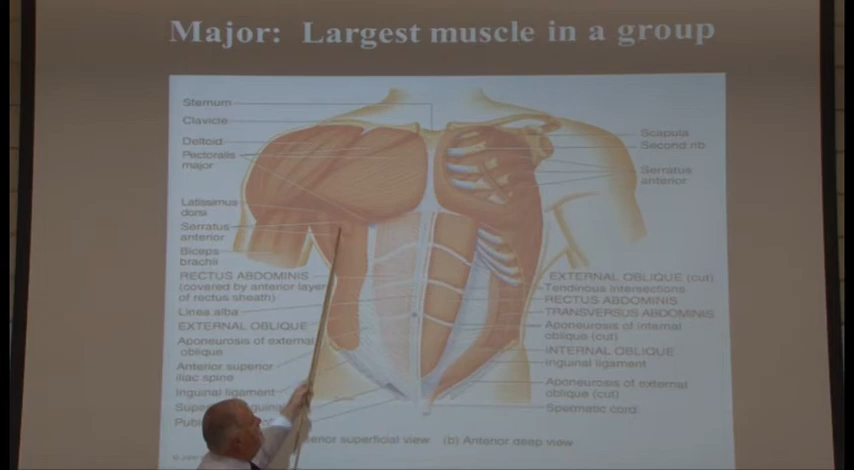 Major: Largest muscle in a group
Sternum
Clavicle
Deltoid
Pectoralis
major
Latissimus
dorsi
Serratus
anterior
Biceps
brachii
RECTUS ABDOMINIS
(covered by anterior layer
of rectus sheath)
Linea alba
EXTERNAL OBLIQUE
Aponeurosis of external
oblique
Anterior superior
iliac spine
Inguinal ligament
Scapula
Second rib
Serratus
anterior
EXTERNAL OBLIQUE (cut)
Tendinous intersections
RECTUS ABDOMINIS
TRANSVERSUS ABDOMINIS
Aponeurosis of internal
oblique (cut)
INTERNAL OBLIQUE
Inguinal ligament
Aponeurosis of external
oblique (cut)
Spermatic cord
superficial view (b) Anterior deep view